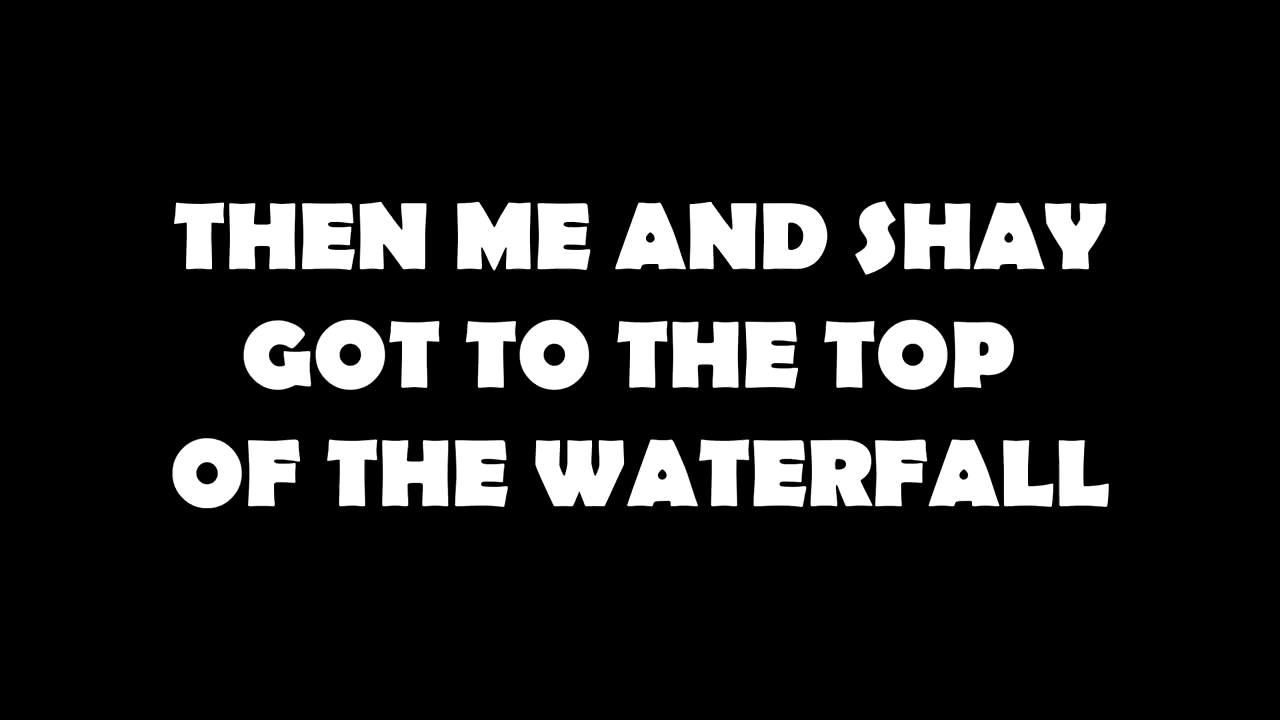 THEN ME AND SHAY
GOT TO THE TOP
OF THE WATERFALL